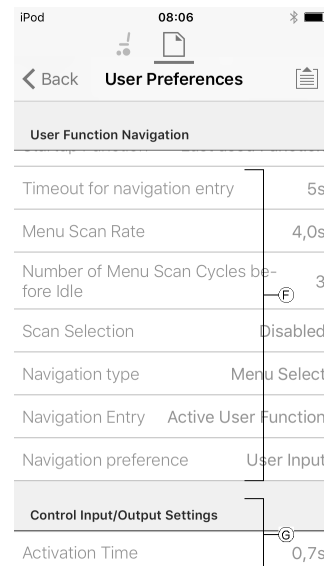 iPod 08:06
Back User Preferences
User Function Navigation
Timeout for navigation entry 5s
Menu Scan Rate 4,0s
Number of Menu Scan Cycles be-
fore Idle 3
F
Scan Selection Disabled
Navigation type Menu Select
Navigation Entry Active User Function
Navigation preference User Input
Control Input/Output Settings
G
Activation Time 0,7s